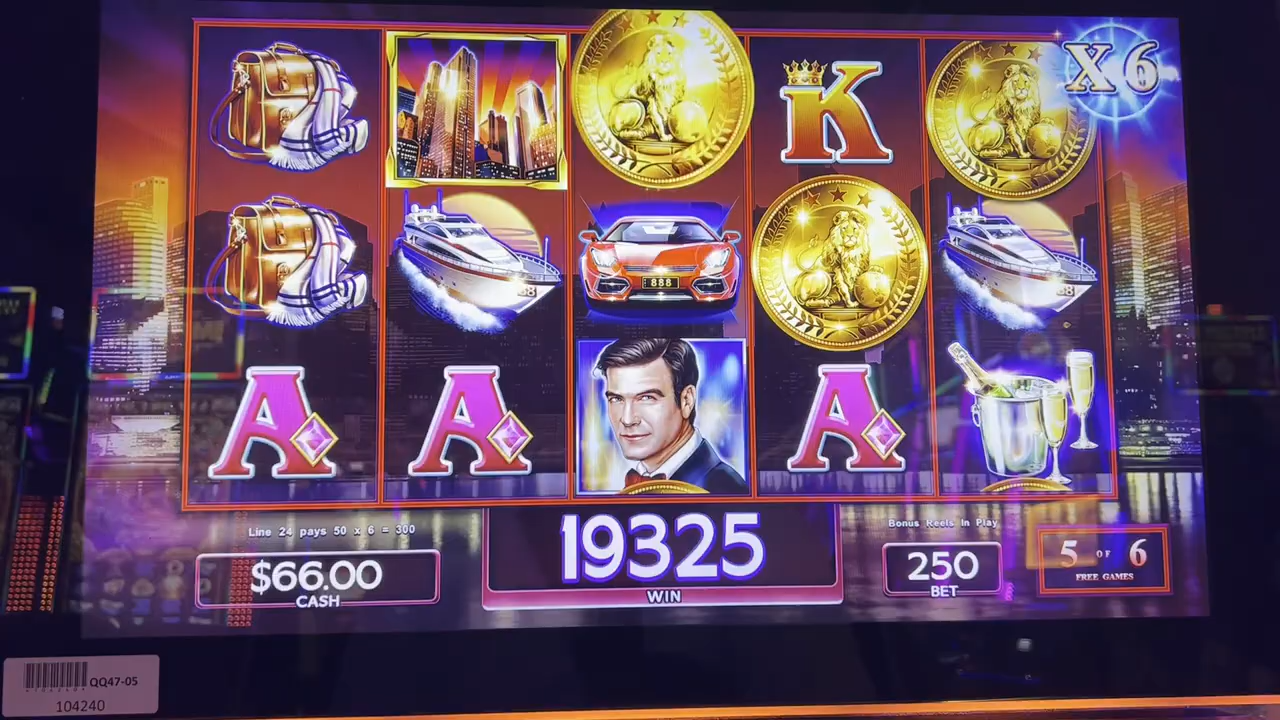 X6
K
888
A
A
A
Line 24 pays 50 x 6 = 300
$66.00
CASH
19325
WIN
Bonus Reels In Play
250
BET
5 OF 6
FREE GAMES
QQ47-05
104240